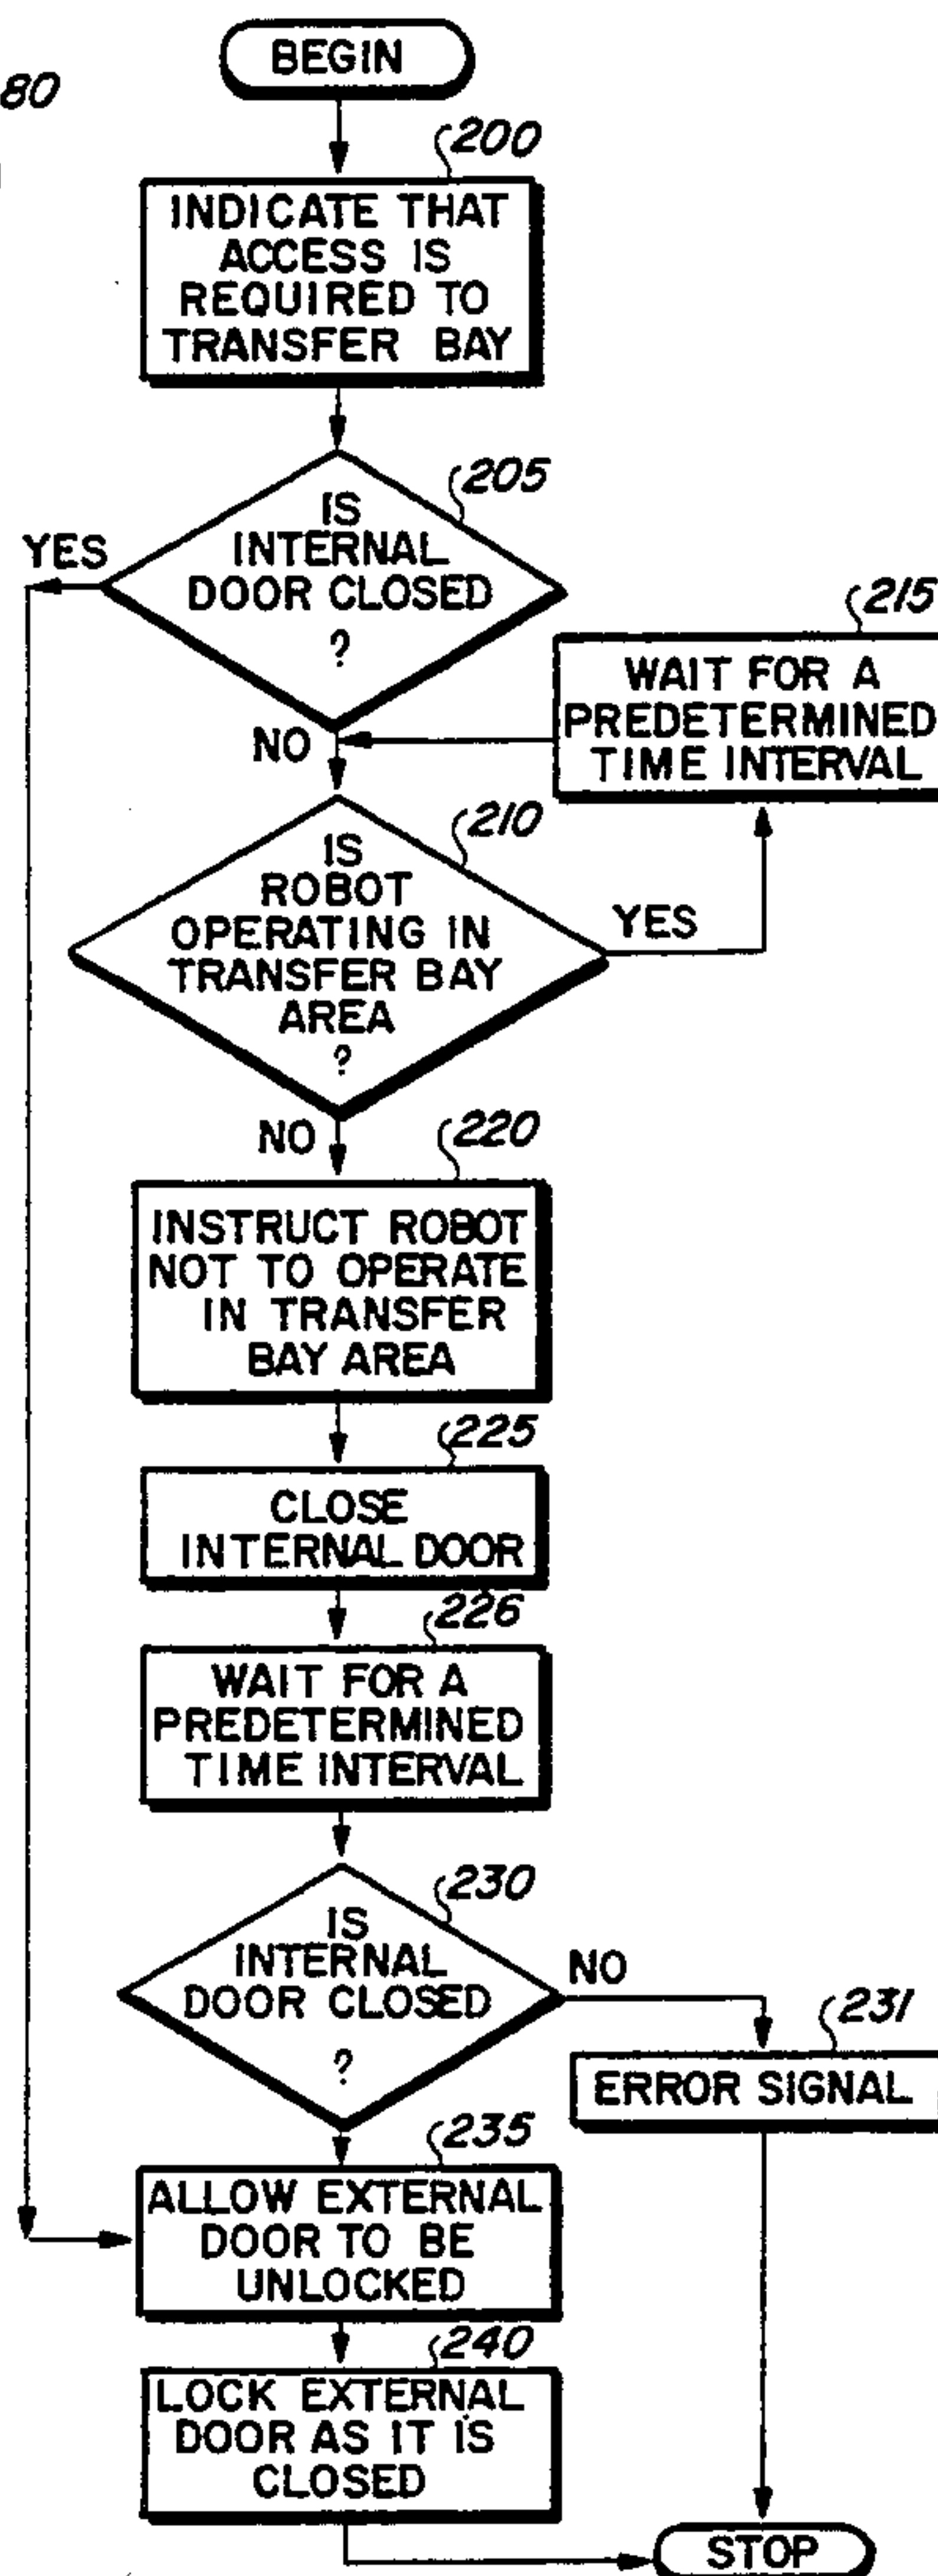 80
BEGIN
200
INDICATE THAT
ACCESS IS
REQUIRED TO
TRANSFER BAY
205
IS
INTERNAL
DOOR CLOSED
?
YES
NO
215
WAIT FOR A
PREDETERMINED
TIME INTERVAL
210
IS
ROBOT
OPERATING IN
TRANSFER BAY
AREA
?
YES
NO
220
INSTRUCT ROBOT
NOT TO OPERATE
IN TRANSFER
BAY AREA
225
CLOSE
INTERNAL DOOR
226
WAIT FOR A
PREDETERMINED
TIME INTERVAL
230
IS
INTERNAL
DOOR CLOSED
?
NO
231
ERROR SIGNAL
235
ALLOW EXTERNAL
DOOR TO BE
UNLOCKED
240
LOCK EXTERNAL
DOOR AS IT IS
CLOSED
STOP